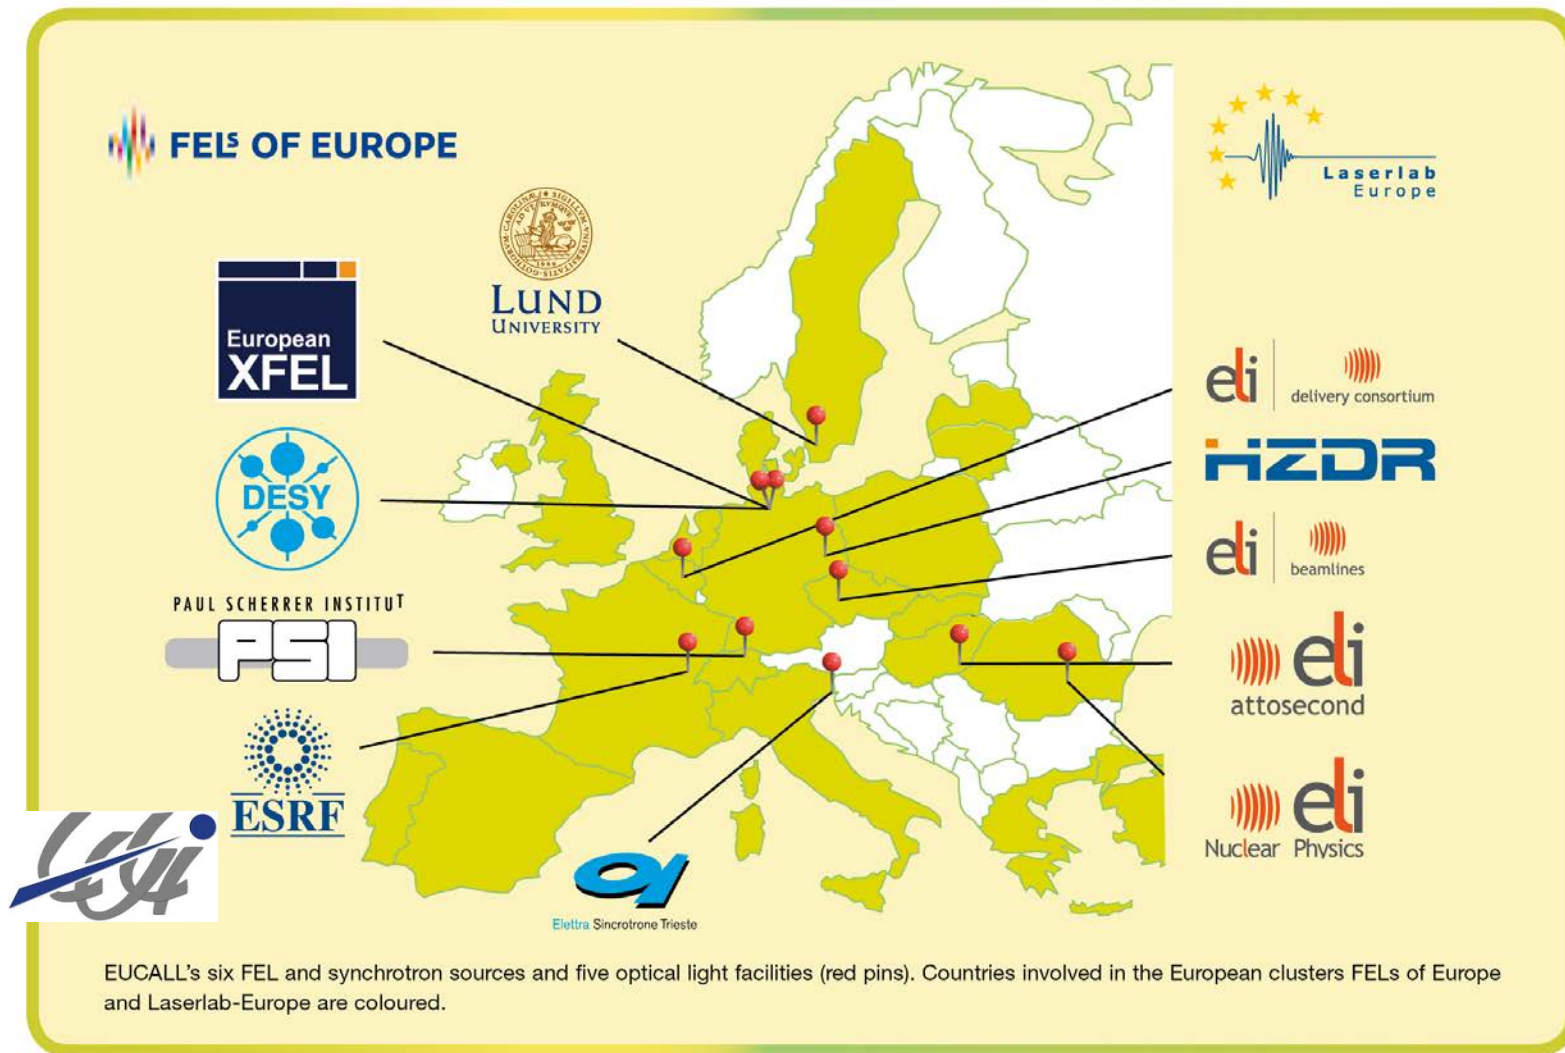 FELs OF EUROPE
Laserlab
Europe
LUND
UNIVERSITY
European
XFEL
eli
delivery consortium
HZDR
DESY
eli
beamlines
PAUL SCHERRER INSTITUT
PSI
eli
attosecond
ESRF
eli
Nuclear Physics
Elettra Sincrotrone Trieste
EUCALL's six FEL and synchrotron sources and five optical light facilities (red pins). Countries involved in the European clusters FELs of Europe
and Laserlab-Europe are coloured.